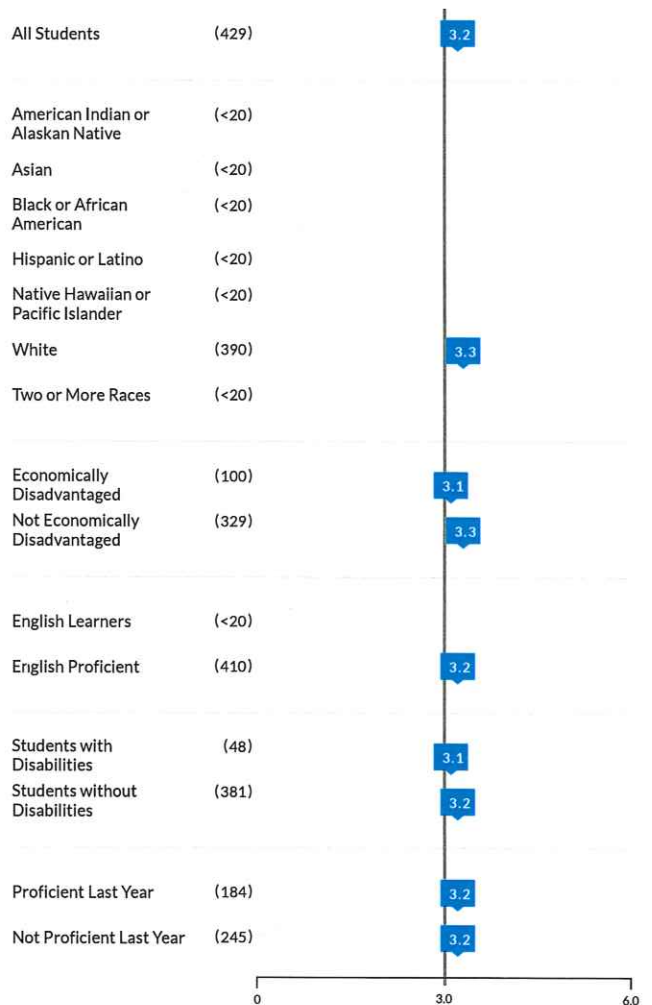 All Students (429) 3.2
American Indian or (<20)
Alaskan Native
Asian (<20)
Black or African (<20)
American
Hispanic or Latino (<20)
Native Hawaiian or (<20)
Pacific Islander
White (390) 3.3
Two or More Races (<20)
Economically (100) 3.1
Disadvantaged
Not Economically (329) 3.3
Disadvantaged
English Learners (<20)
English Proficient (410) 3.2
Students with (48) 3.1
Disabilities
Students without (381) 3.2
Disabilities
Proficient Last Year (184) 3.2
Not Proficient Last Year (245) 3.2
0 3.0 6.0